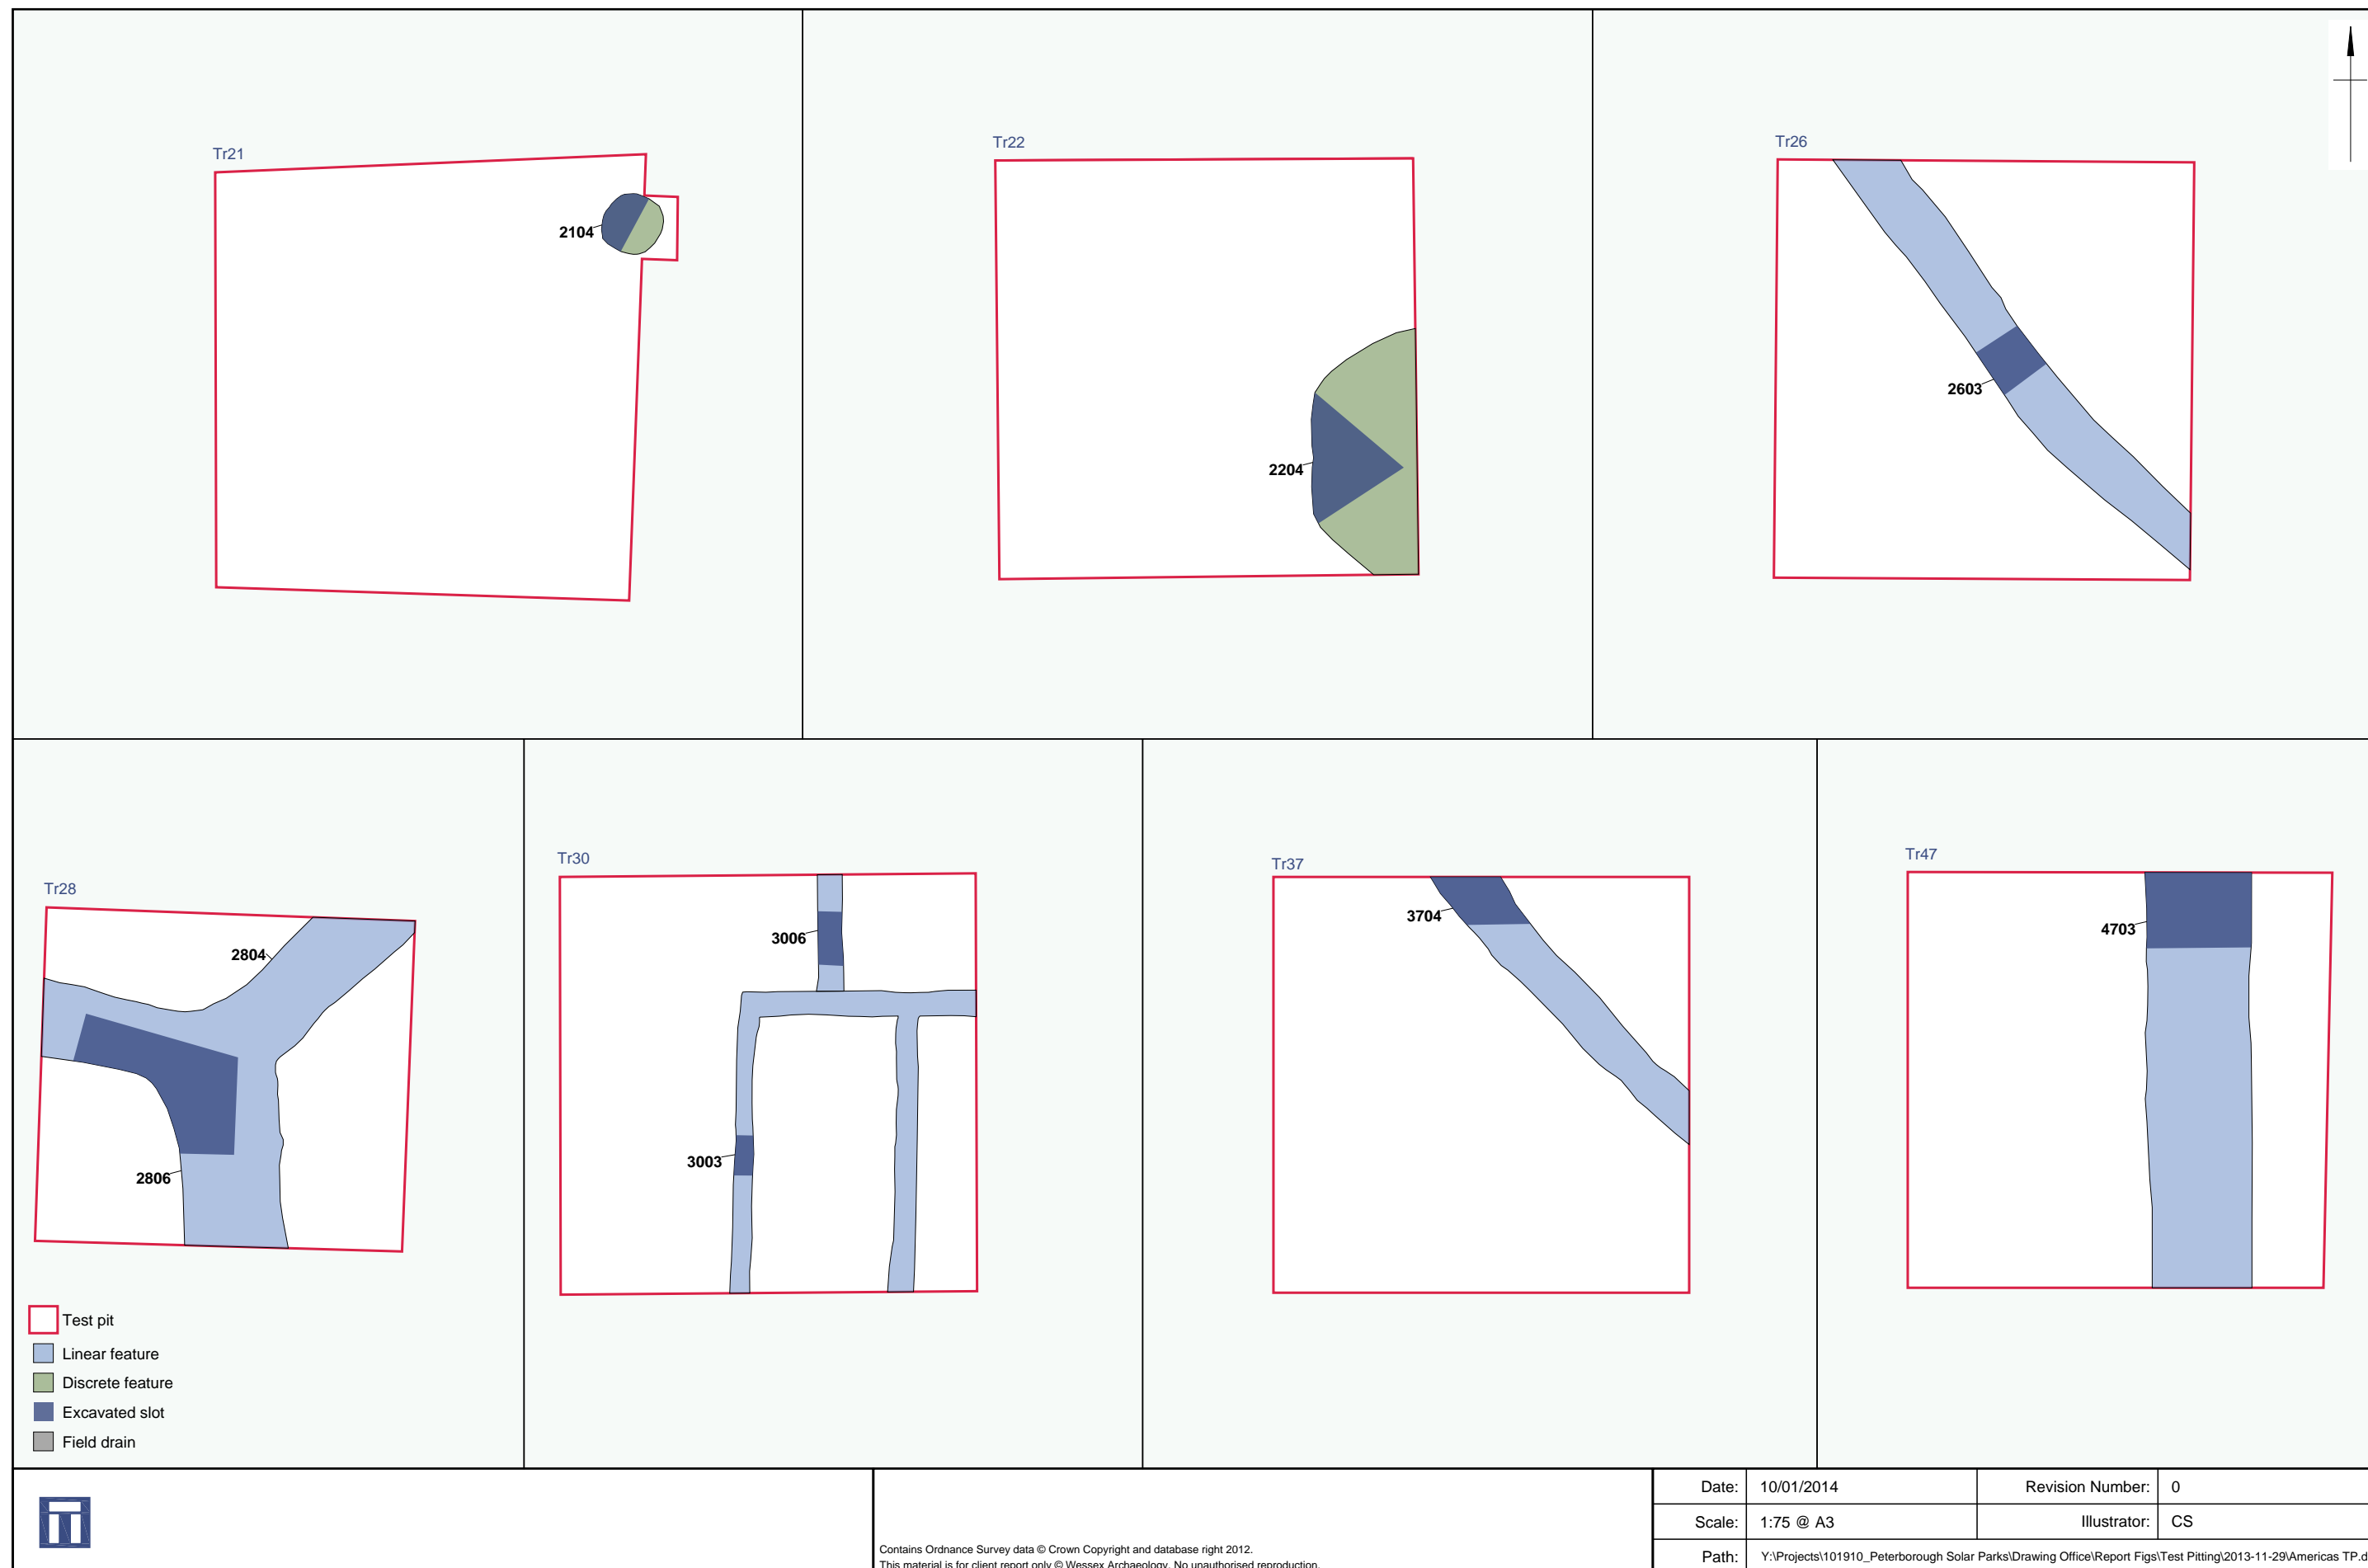 Tr21
Tr22
Tr26
2104
2204
2603
Tr28
Tr30
Tr37
Tr47
2804
2806
3006
3003
3704
4703
Test pit
Linear feature
Discrete feature
Excavated slot
Field drain
Contains Ordnance Survey data © Crown Copyright and database right 2012.
This material is for client report only © Wessex Archaeology. No unauthorised reproduction.
Date: 10/01/2014 Revision Number: 0
Scale: 1:75 @ A3 Illustrator: CS
Path: Y:\Projects\101910_Peterborough Solar Parks\Drawing Office\Report Figs\Test Pitting\2013-11-29\Americas TP.d